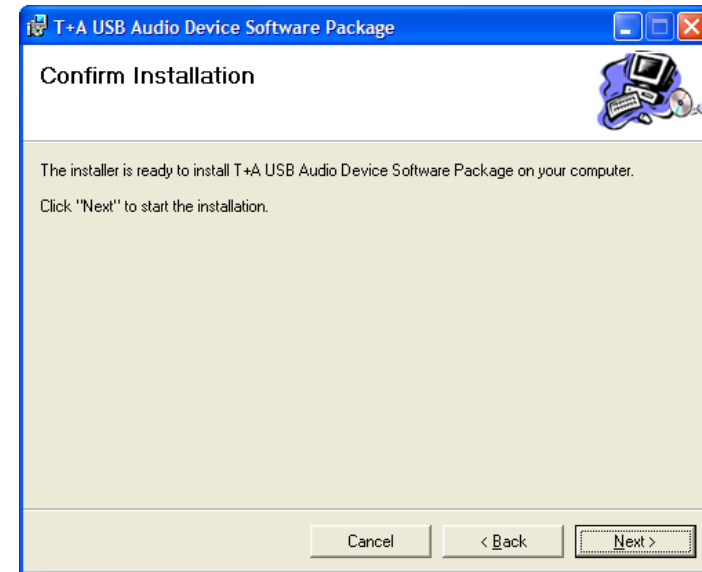 T+A USB Audio Device Software Package
Confirm Installation
The installer is ready to install T+A USB Audio Device Software Package on your computer.
Click "Next" to start the installation.
Cancel
< Back
Next >